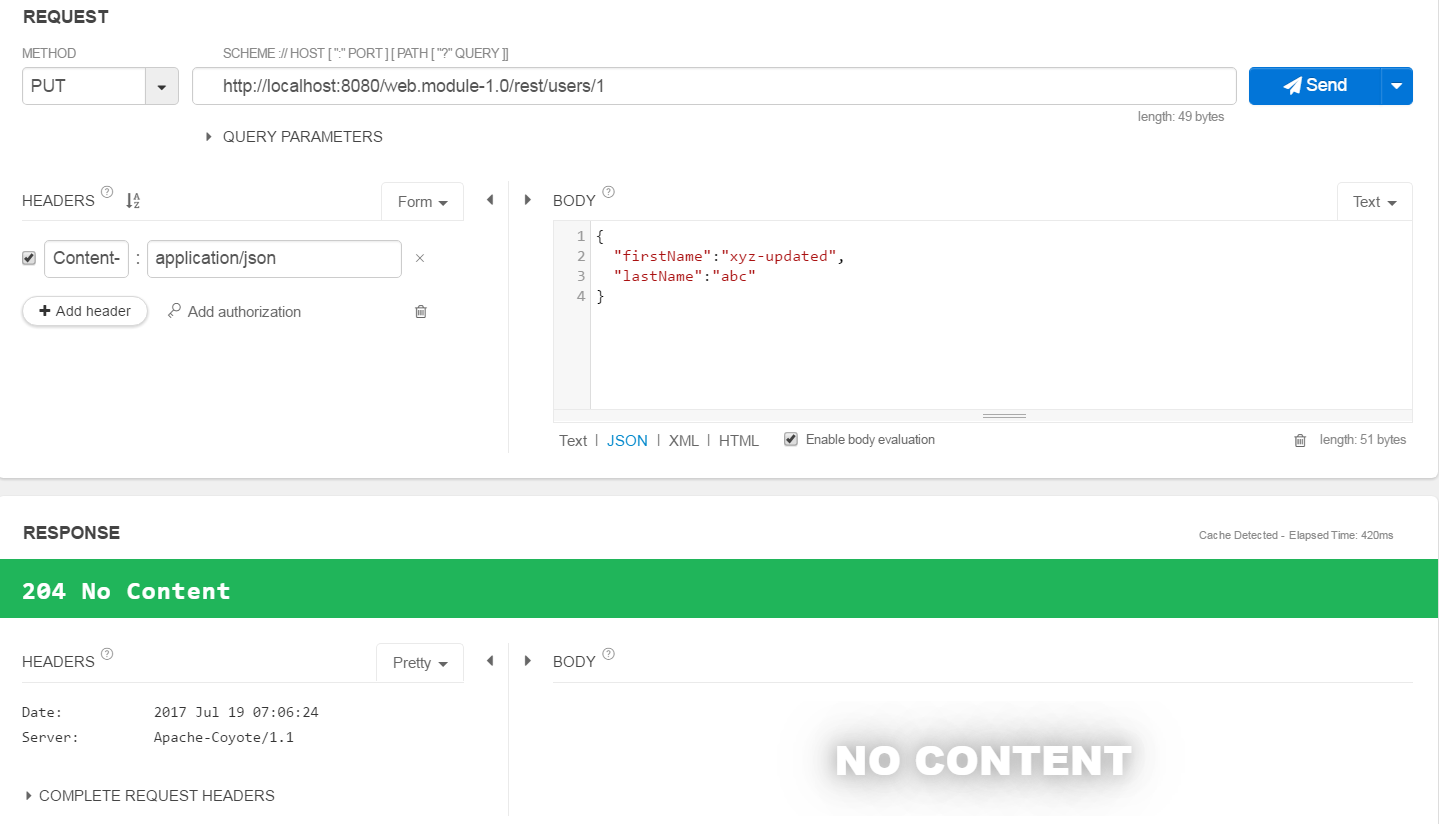 REQUEST
METHOD
SCHEME :// HOST [ ":" PORT ] [ PATH [ "?" QUERY ]]
PUT
http://localhost:8080/web.module-1.0/rest/users/1
Send
length: 49 bytes
QUERY PARAMETERS
HEADERS ? A Z
Form
BODY ?
Text
Content- : application/json ×
+ Add header
Add authorization
1 {
2 "firstName":"xyz-updated",
3 "lastName":"abc"
4 }
Text | JSON | XML | HTML
Enable body evaluation
length: 51 bytes
RESPONSE
Cache Detected - Elapsed Time: 420ms
204 No Content
HEADERS ?
Pretty
BODY ?
Date: 2017 Jul 19 07:06:24
Server: Apache-Coyote/1.1
NO CONTENT
COMPLETE REQUEST HEADERS